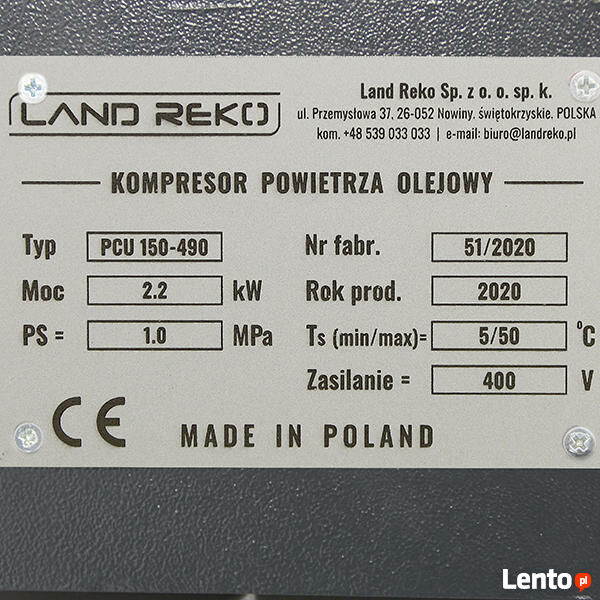 LAND REKO
Land Reko Sp. z o. o. sp. k.
ul. Przemysłowa 37, 26-052 Nowiny, świętokrzyskie. POLSKA
kom. +48 539 033 033 | e-mail: biuro@landreko.pl
KOMPRESOR POWIETRZA OLEJOWY
Typ PCU 150-490
Moc 2.2 kW
PS = 1.0 MPa
Nr fabr. 51/2020
Rok prod. 2020
Ts (min/max)= 5/50 °C
Zasilanie = 400 V
CE MADE IN POLAND
Lento.pl